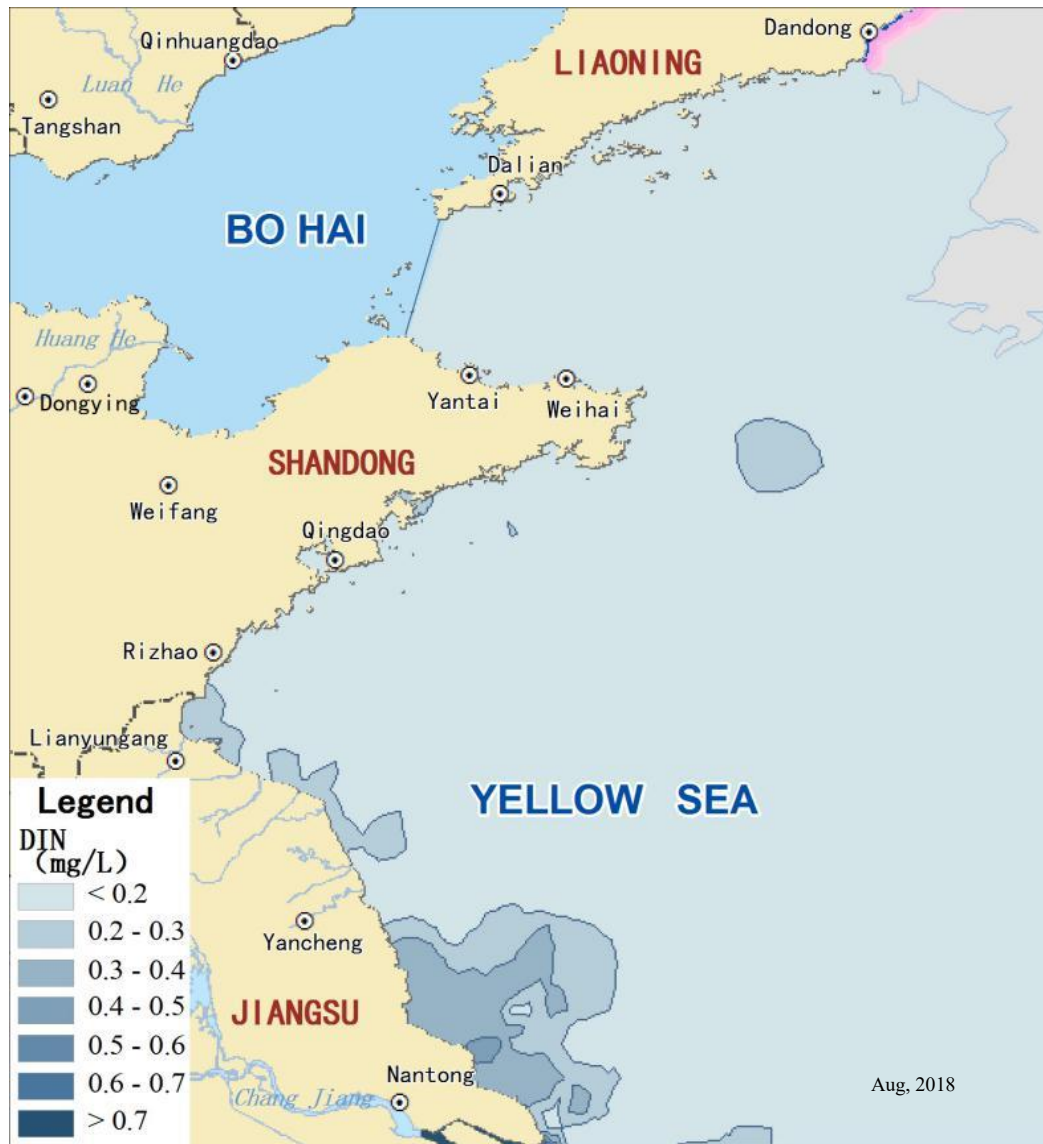 Dandong
Qinhuangdao
LIAONING
Luan He
Tangshan
Dalian
BO HAI
Huang He
Dongying
Yantai
Weihai
SHANDONG
Weifang
Qingdao
Rizhao
Lianyungang
YELLOW SEA
Legend
DIN
(mg/L)
< 0.2
0.2 - 0.3
0.3 - 0.4
0.4 - 0.5
0.5 - 0.6
0.6 - 0.7
> 0.7
Yancheng
JIANGSU
Nantong
Chang Jiang
Aug, 2018